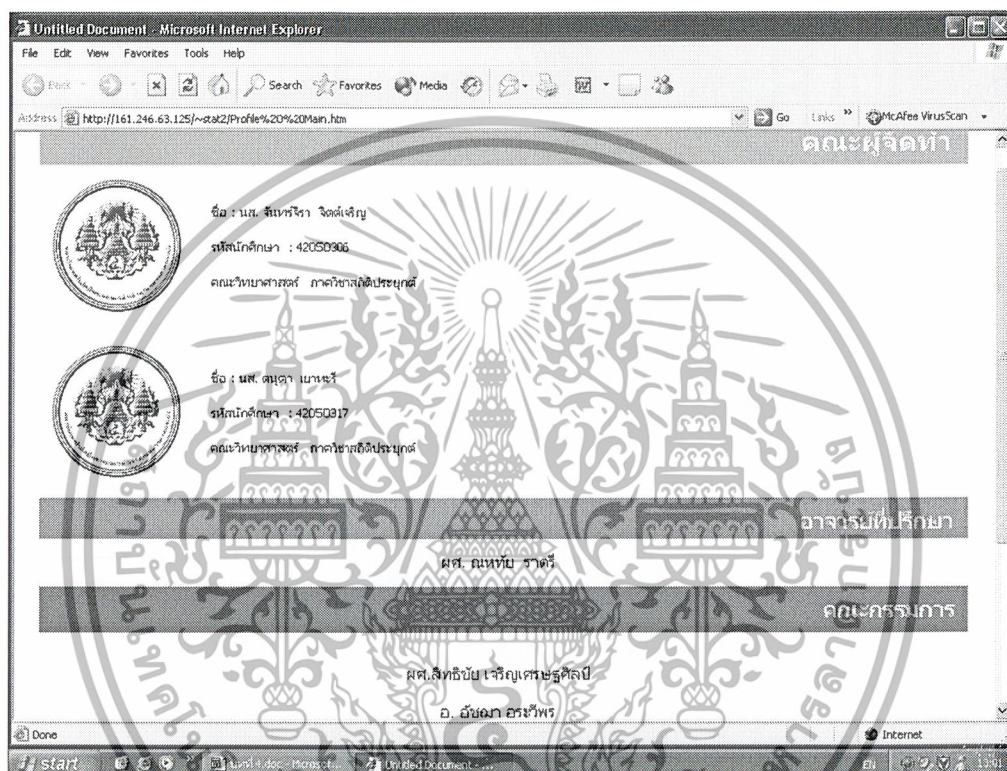 Untitled Document - Microsoft Internet Explorer
File Edit View Favorites Tools Help
Back Search Favorites Media
Address http://161.246.63.125/~stat2/Profile%20%20Main.htm Go Links » McAfee VirusScan
คณะผู้จัดทำ
ชื่อ : นส. จันทร์จิรา จิตต์เจริญ
รหัสนักศึกษา : 42050306
คณะวิทยาศาสตร์ ภาควิชาสถิติประยุกต์
ชื่อ : นส.
รหัสนักศึกษา : 42050317
คณะวิทยาศาสตร์ ภาควิชาสถิติประยุกต์
อาจารย์ที่ปรึกษา
ผศ. ณหทัย ราตรี
คณะกรรมการ
ผศ.สิทธิชัย เจริญเศรษฐศิลป์
อ. อัชฌา อระวีพร
Done Internet
start บทที่ 4.doc - Microsof... Untitled Document - ... EN 13:01